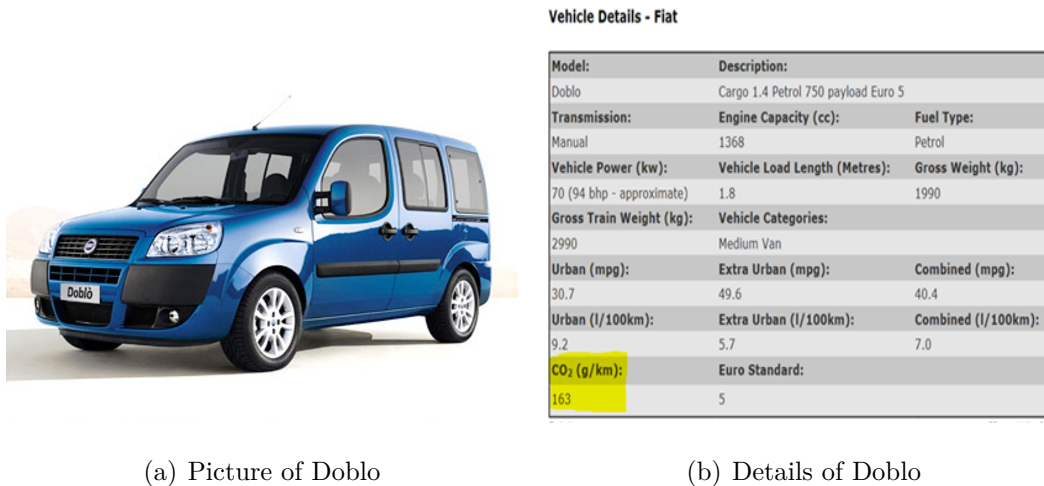 Vehicle Details - Fiat
Model: Description:
Doblo Cargo 1.4 Petrol 750 payload Euro 5
Transmission: Engine Capacity (cc): Fuel Type:
Manual 1368 Petrol
Vehicle Power (kw): Vehicle Load Length (Metres): Gross Weight (kg):
70 (94 bhp - approximate) 1.8 1990
Gross Train Weight (kg): Vehicle Categories:
2990 Medium Van
Urban (mpg): Extra Urban (mpg): Combined (mpg):
30.7 49.6 40.4
Urban (l/100km): Extra Urban (l/100km): Combined (l/100km):
9.2 5.7 7.0
CO₂ (g/km): Euro Standard:
163 5
Doblò
(a) Picture of Doblo
(b) Details of Doblo